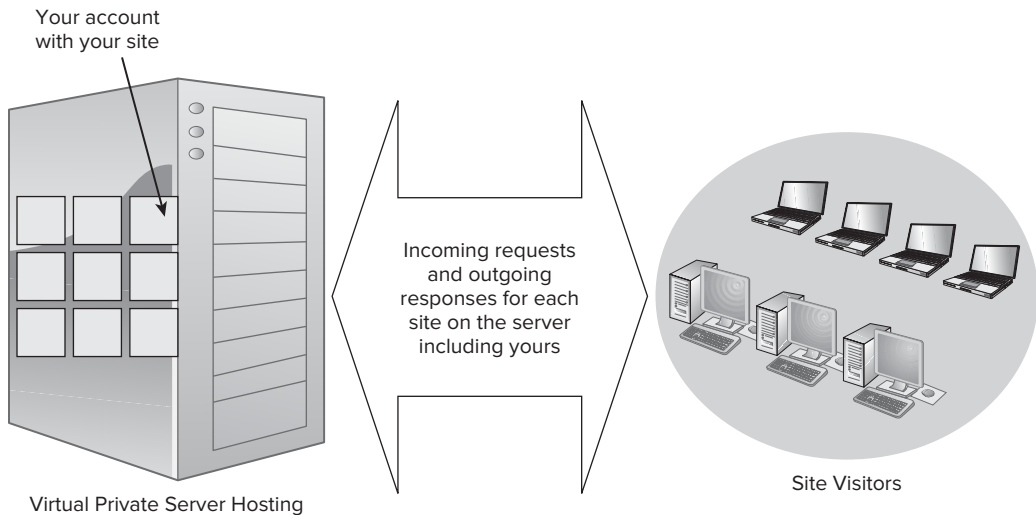 Your account
with your site
Incoming requests
and outgoing
responses for each
site on the server
including yours
Virtual Private Server Hosting
Site Visitors